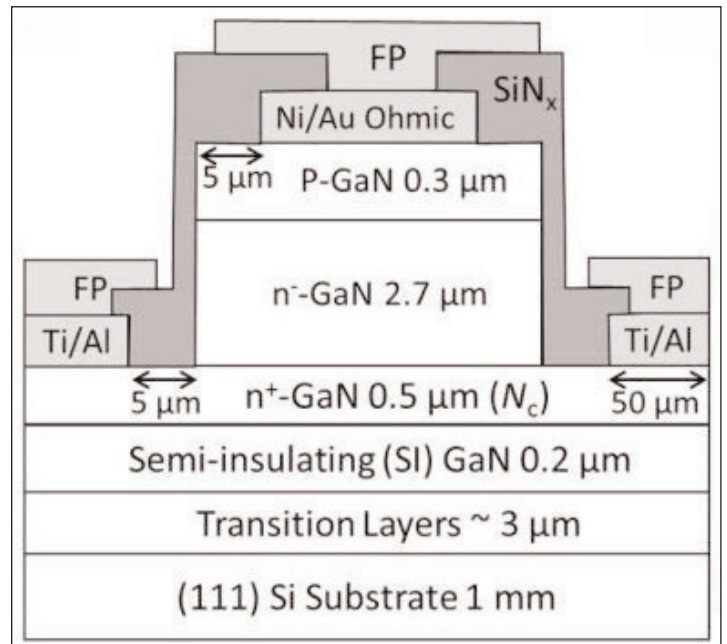 FP
SiNx
Ni/Au Ohmic
5 μm
P-GaN 0.3 μm
FP
n⁻-GaN 2.7 μm
FP
Ti/Al
Ti/Al
5 μm
n⁺-GaN 0.5 μm (Nc)
50 μm
Semi-insulating (SI) GaN 0.2 μm
Transition Layers ~ 3 μm
(111) Si Substrate 1 mm